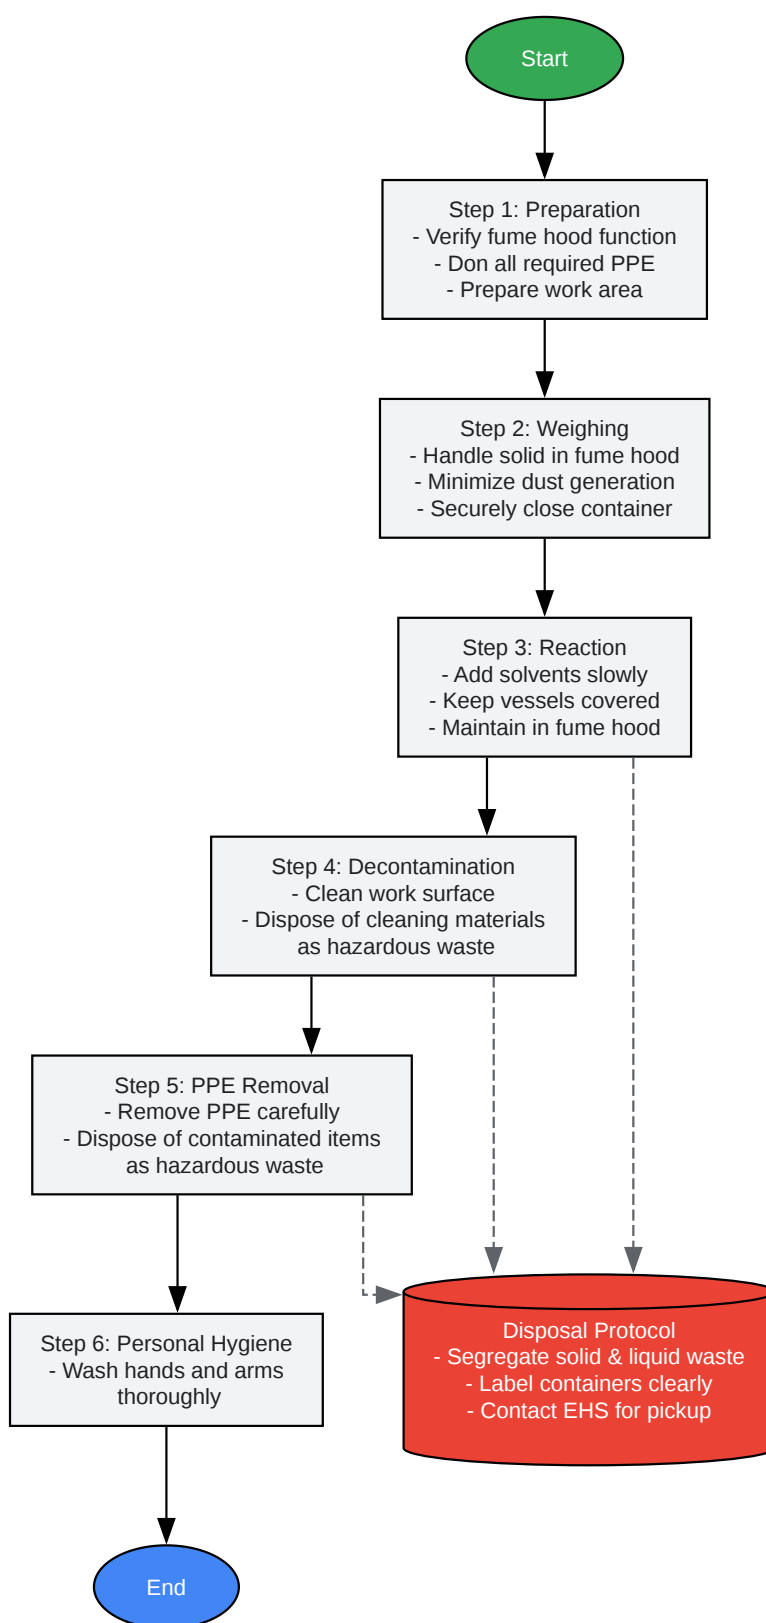 Start
Step 1: Preparation
- Verify fume hood function
- Don all required PPE
- Prepare work area
Step 2: Weighing
- Handle solid in fume hood
- Minimize dust generation
- Securely close container
Step 3: Reaction
- Add solvents slowly
- Keep vessels covered
- Maintain in fume hood
Step 4: Decontamination
- Clean work surface
- Dispose of cleaning materials
as hazardous waste
Step 5: PPE Removal
- Remove PPE carefully
- Dispose of contaminated items
as hazardous waste
Step 6: Personal Hygiene
- Wash hands and arms
thoroughly
Disposal Protocol
- Segregate solid & liquid waste
- Label containers clearly
- Contact EHS for pickup
End